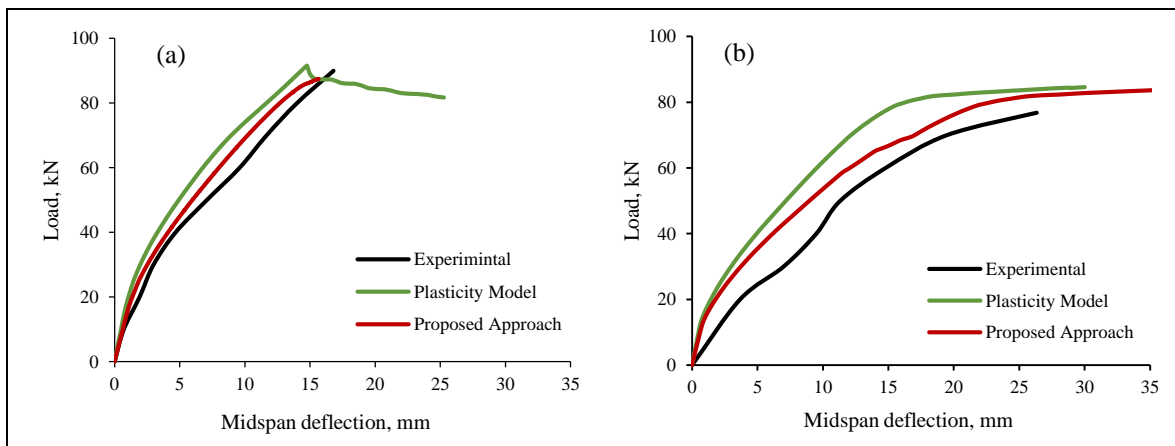 (a)
100
80
60
40
20
0
Load, kN
Experimintal
Plasticity Model
Proposed Approach
0 5 10 15 20 25 30 35
Midspan deflection, mm
(b)
100
80
60
40
20
0
Load, kN
Experimental
Plasticity Model
Proposed Approach
0 5 10 15 20 25 30 35
Midspan deflection, mm